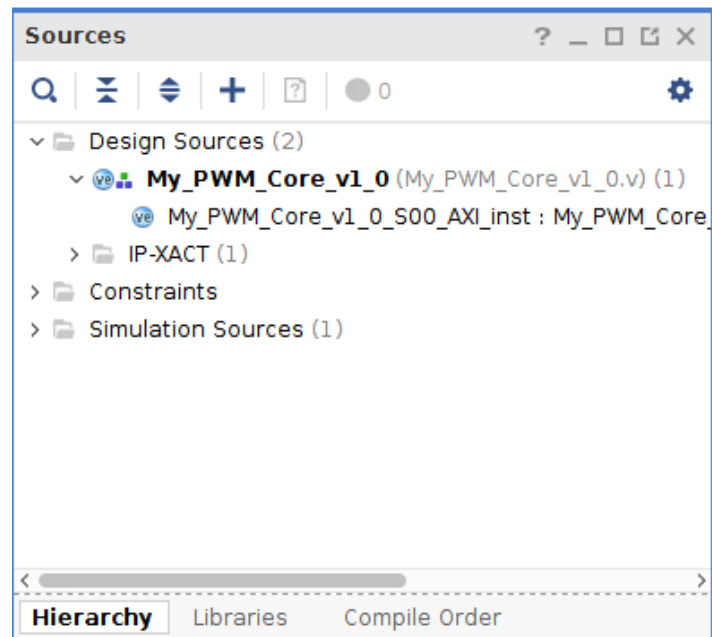 Sources
0
Design Sources (2)
My_PWM_Core_v1_0 (My_PWM_Core_v1_0.v) (1)
My_PWM_Core_v1_0_S00_AXI_inst : My_PWM_Core_
IP-XACT (1)
Constraints
Simulation Sources (1)
Hierarchy Libraries Compile Order